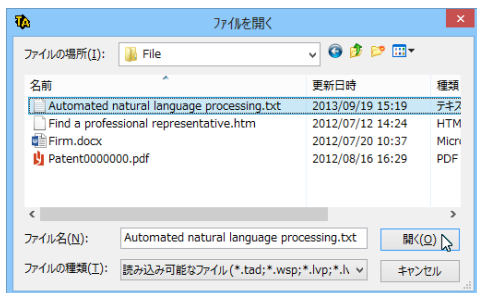 ファイルを開く
ファイルの場所(I): File
名前 更新日時 種類
Automated natural language processing.txt 2013/09/19 15:19 テキス
Find a professional representative.htm 2012/07/12 14:24 HTM
Firm.docx 2012/07/20 10:37 Micro
Patent0000000.pdf 2012/08/16 16:29 PDF
ファイル名(N): Automated natural language processing.txt 開く(O)
ファイルの種類(T): 読み込み可能なファイル (*.tad;*.wsp;*.lvp;*.l キャンセル